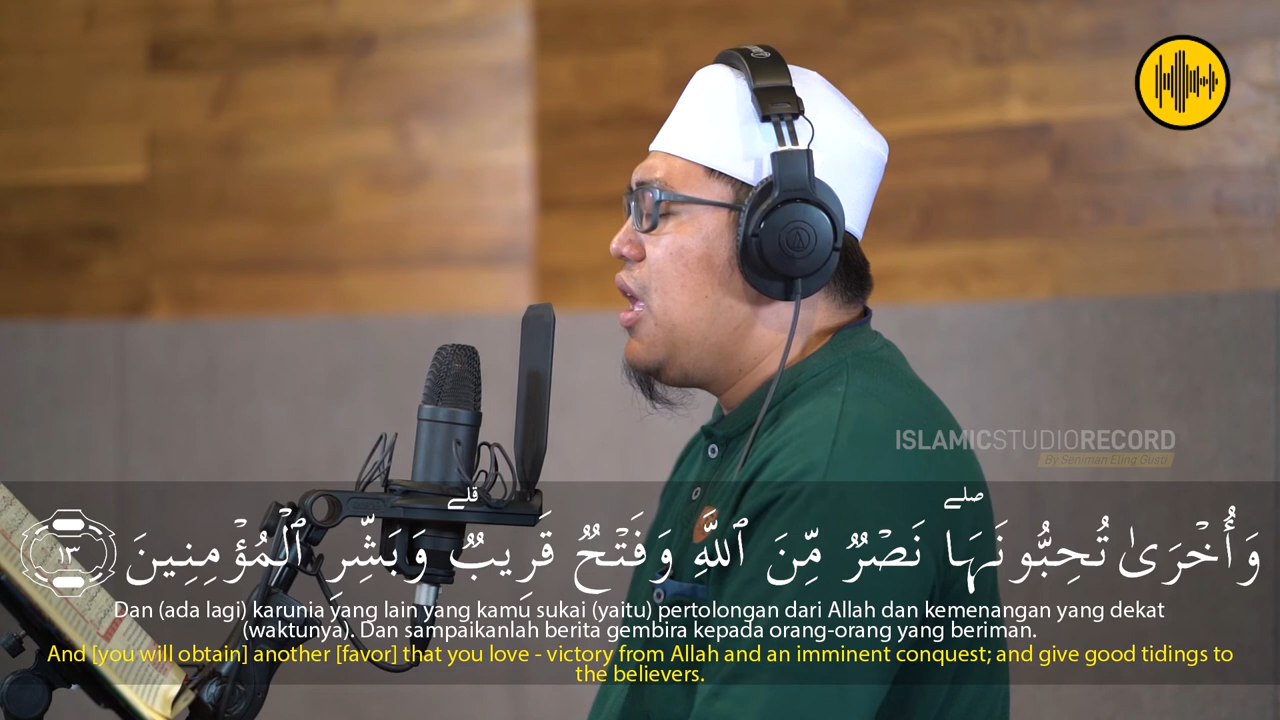 ISLAMICSTUDIORECORD
By Seniman Eling Gusti
وَأُخْرَىٰ تُحِبُّونَهَا ۖ نَصْرٌ مِّنَ ٱللَّهِ وَفَتْحٌ قَرِيبٌ ۗ وَبَشِّرِ ٱلْمُؤْمِنِينَ ١٣
Dan (ada lagi) karunia yang lain yang kamu sukai (yaitu) pertolongan dari Allah dan kemenangan yang dekat
(waktunya). Dan sampaikanlah berita gembira kepada orang-orang yang beriman.
And [you will obtain] another [favor] that you love - victory from Allah and an imminent conquest; and give good tidings to
the believers.